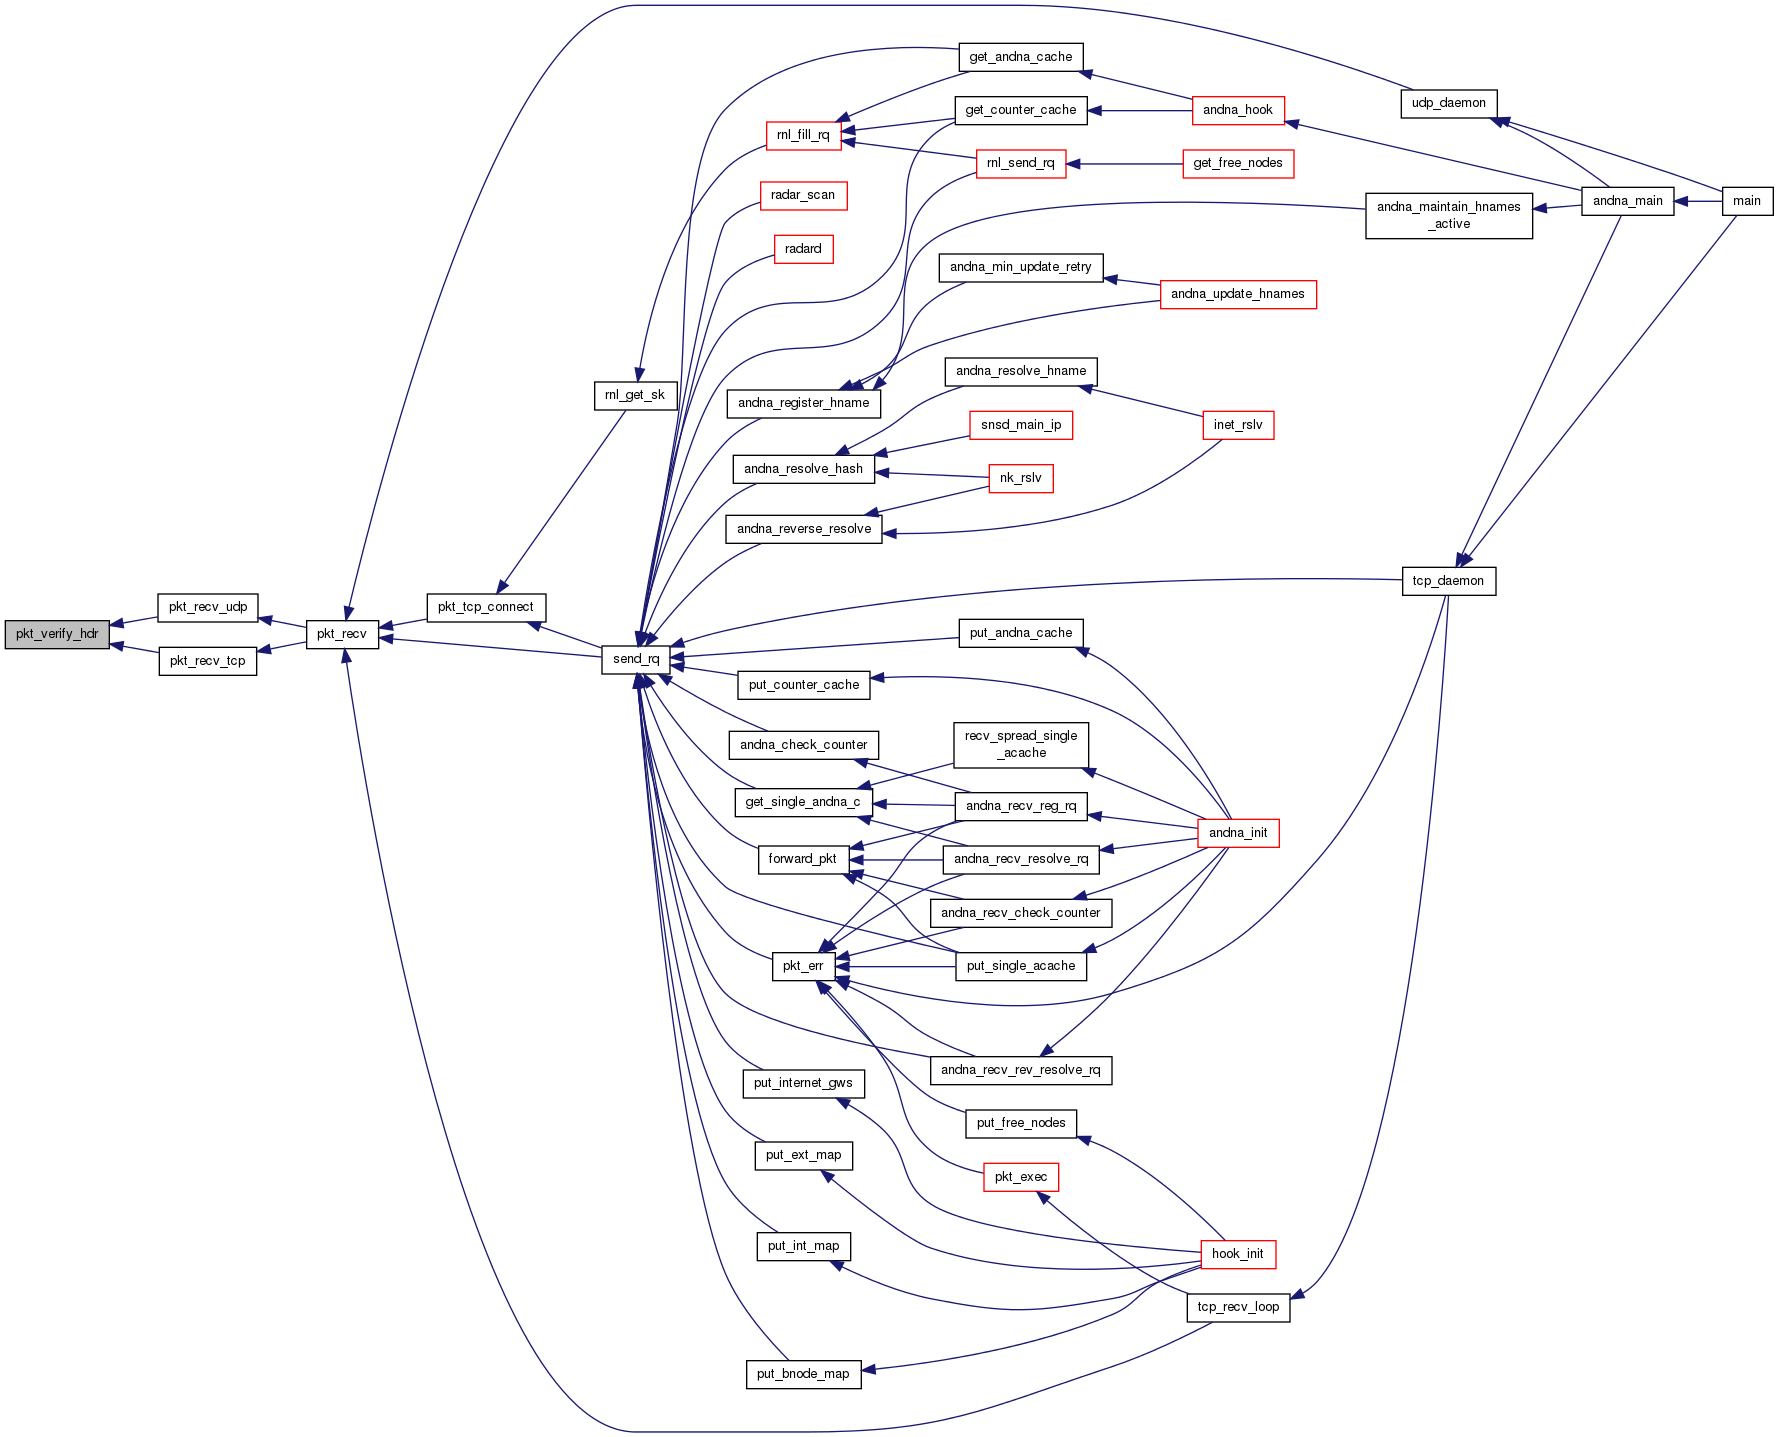 pkt_verify_hdr
pkt_recv_udp
pkt_recv_tcp
pkt_recv
pkt_tcp_connect
rnl_get_sk
send_rq
rnl_fill_rq
radar_scan
radard
andna_register_hname
andna_resolve_hash
andna_reverse_resolve
put_counter_cache
andna_check_counter
get_single_andna_c
forward_pkt
pkt_err
put_internet_gws
put_ext_map
put_int_map
put_bnode_map
get_andna_cache
get_counter_cache
rnl_send_rq
andna_min_update_retry
andna_resolve_hname
snsd_main_ip
nk_rslv
put_andna_cache
recv_spread_single
_acache
andna_recv_reg_rq
andna_recv_resolve_rq
andna_recv_check_counter
put_single_acache
andna_recv_rev_resolve_rq
put_free_nodes
pkt_exec
andna_hook
get_free_nodes
andna_update_hnames
inet_rslv
andna_init
hook_init
tcp_recv_loop
udp_daemon
andna_maintain_hnames
_active
tcp_daemon
andna_main
main